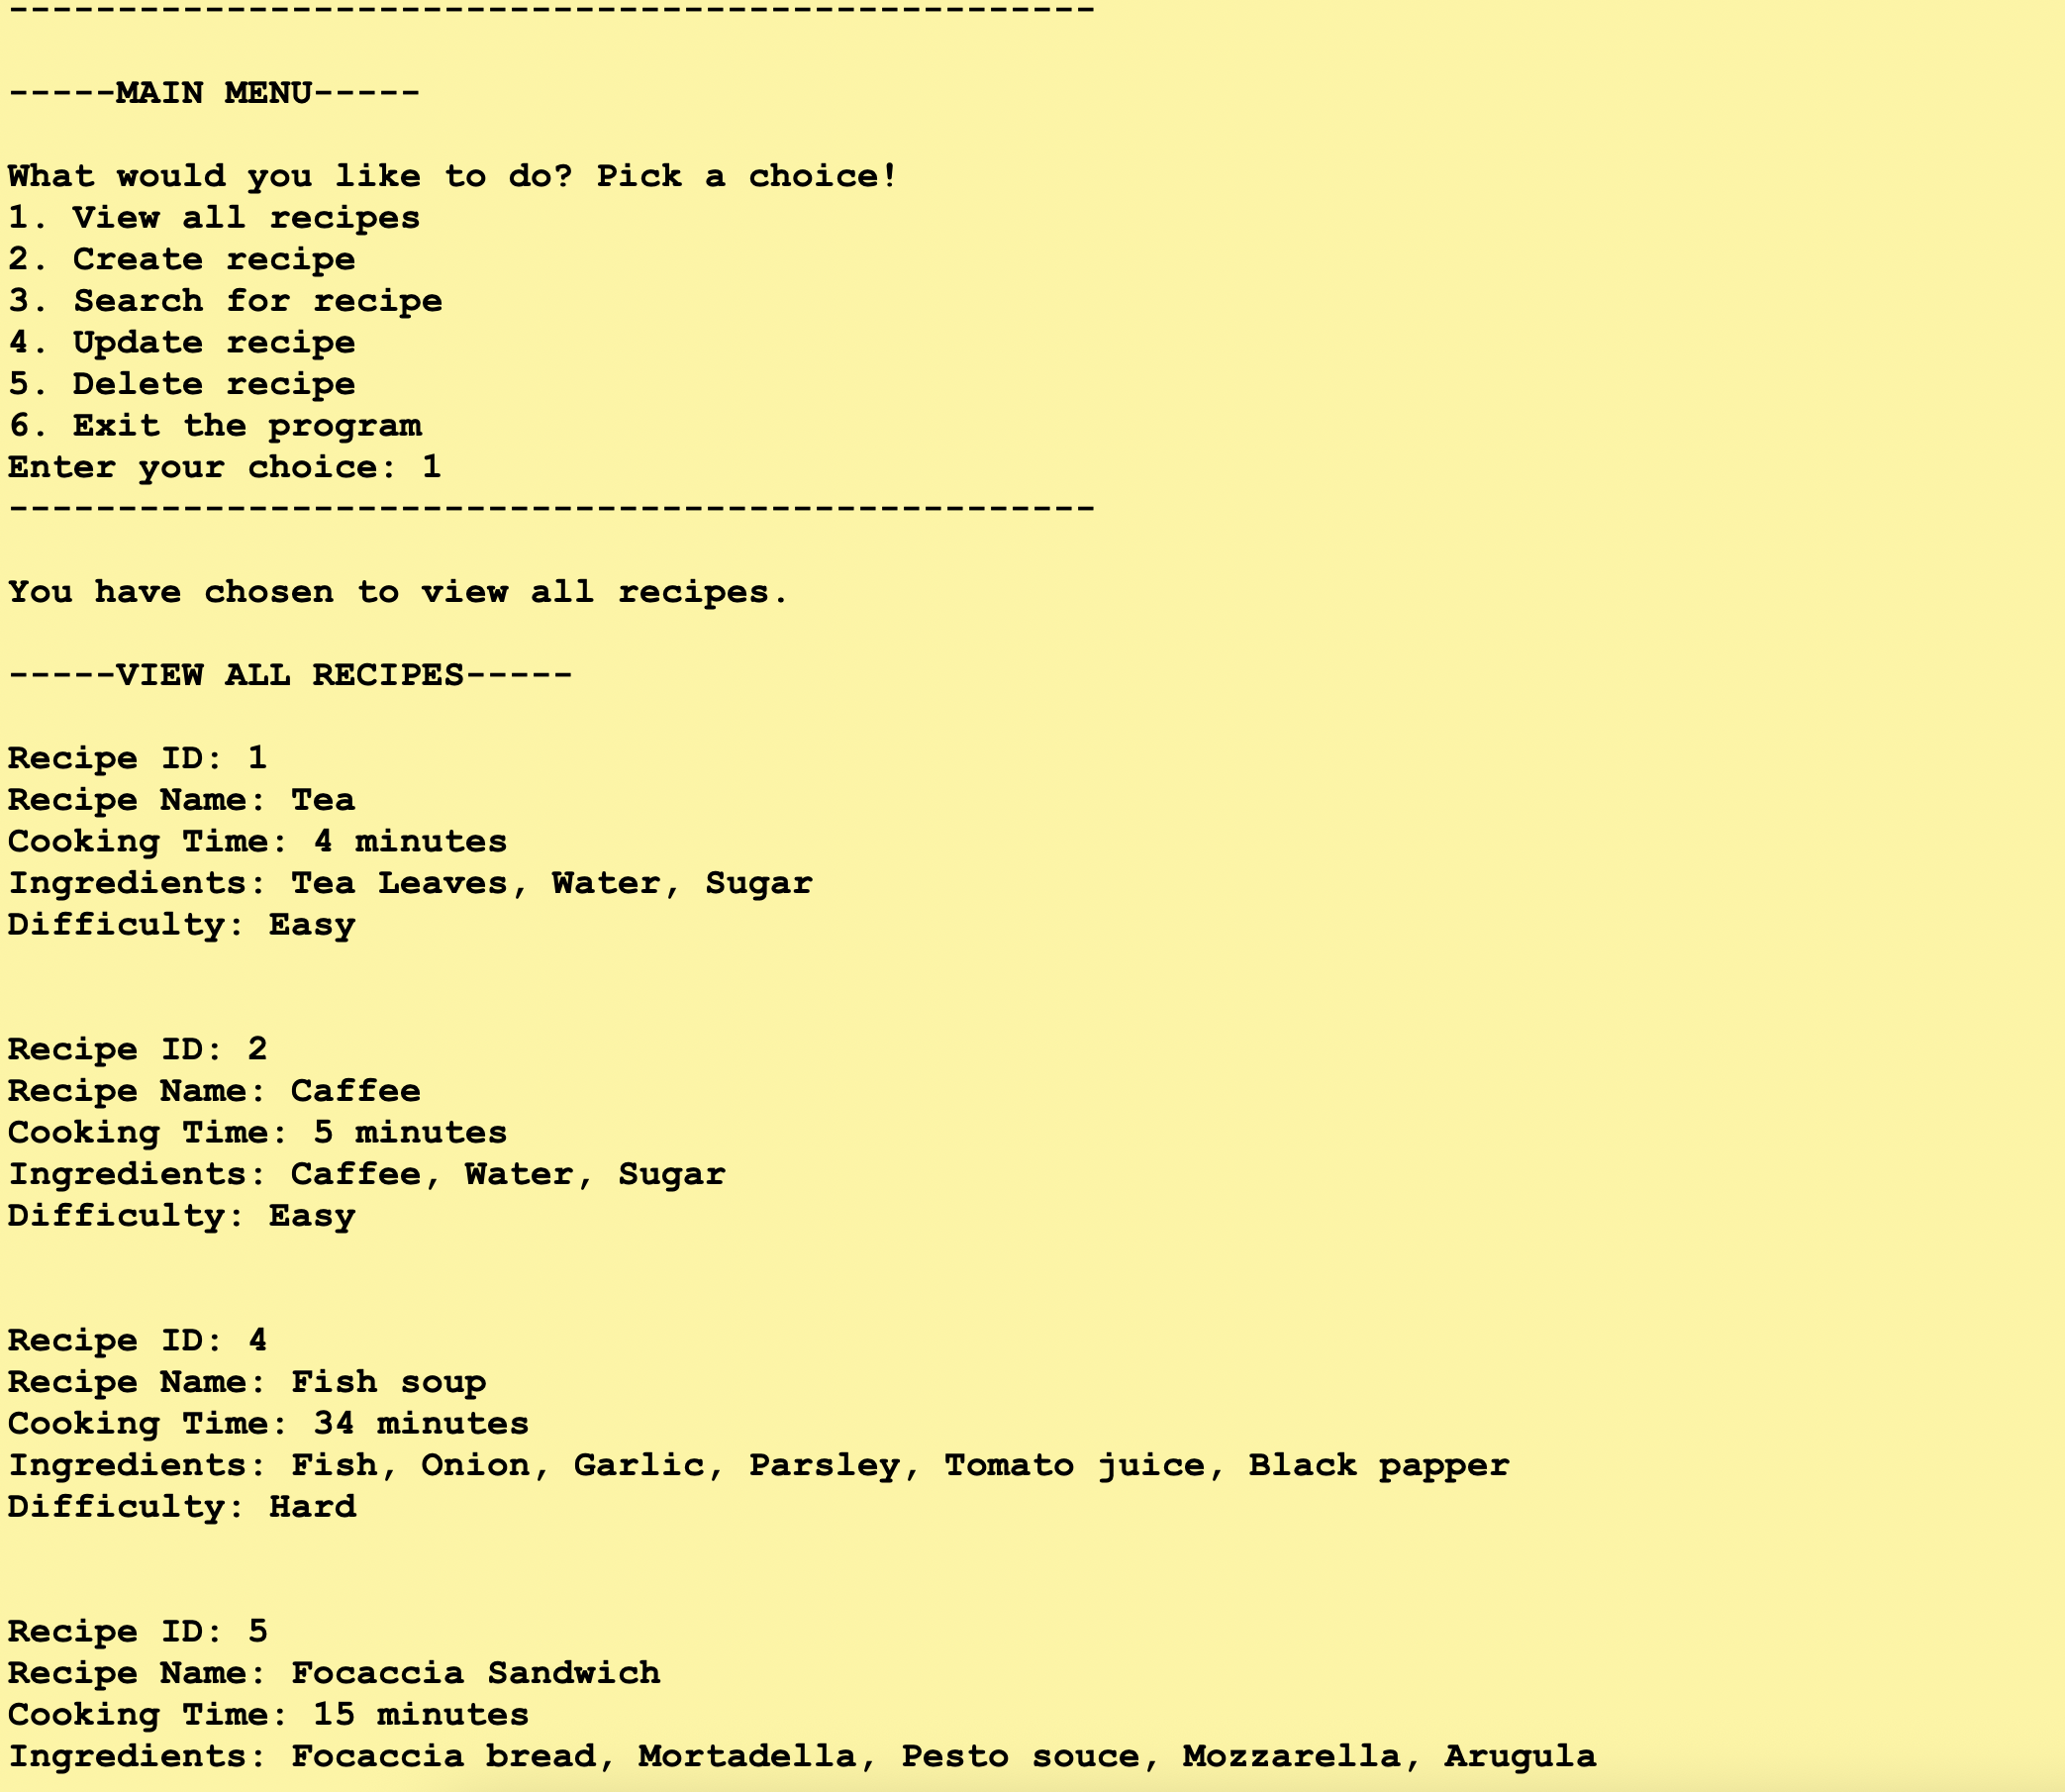 --------------------------------------------------
-----MAIN MENU-----
What would you like to do? Pick a choice!
1. View all recipes
2. Create recipe
3. Search for recipe
4. Update recipe
5. Delete recipe
6. Exit the program
Enter your choice: 1
--------------------------------------------------
You have chosen to view all recipes.
-----VIEW ALL RECIPES-----
Recipe ID: 1
Recipe Name: Tea
Cooking Time: 4 minutes
Ingredients: Tea Leaves, Water, Sugar
Difficulty: Easy
Recipe ID: 2
Recipe Name: Caffee
Cooking Time: 5 minutes
Ingredients: Caffee, Water, Sugar
Difficulty: Easy
Recipe ID: 4
Recipe Name: Fish soup
Cooking Time: 34 minutes
Ingredients: Fish, Onion, Garlic, Parsley, Tomato juice, Black papper
Difficulty: Hard
Recipe ID: 5
Recipe Name: Focaccia Sandwich
Cooking Time: 15 minutes
Ingredients: Focaccia bread, Mortadella, Pesto souce, Mozzarella, Arugula